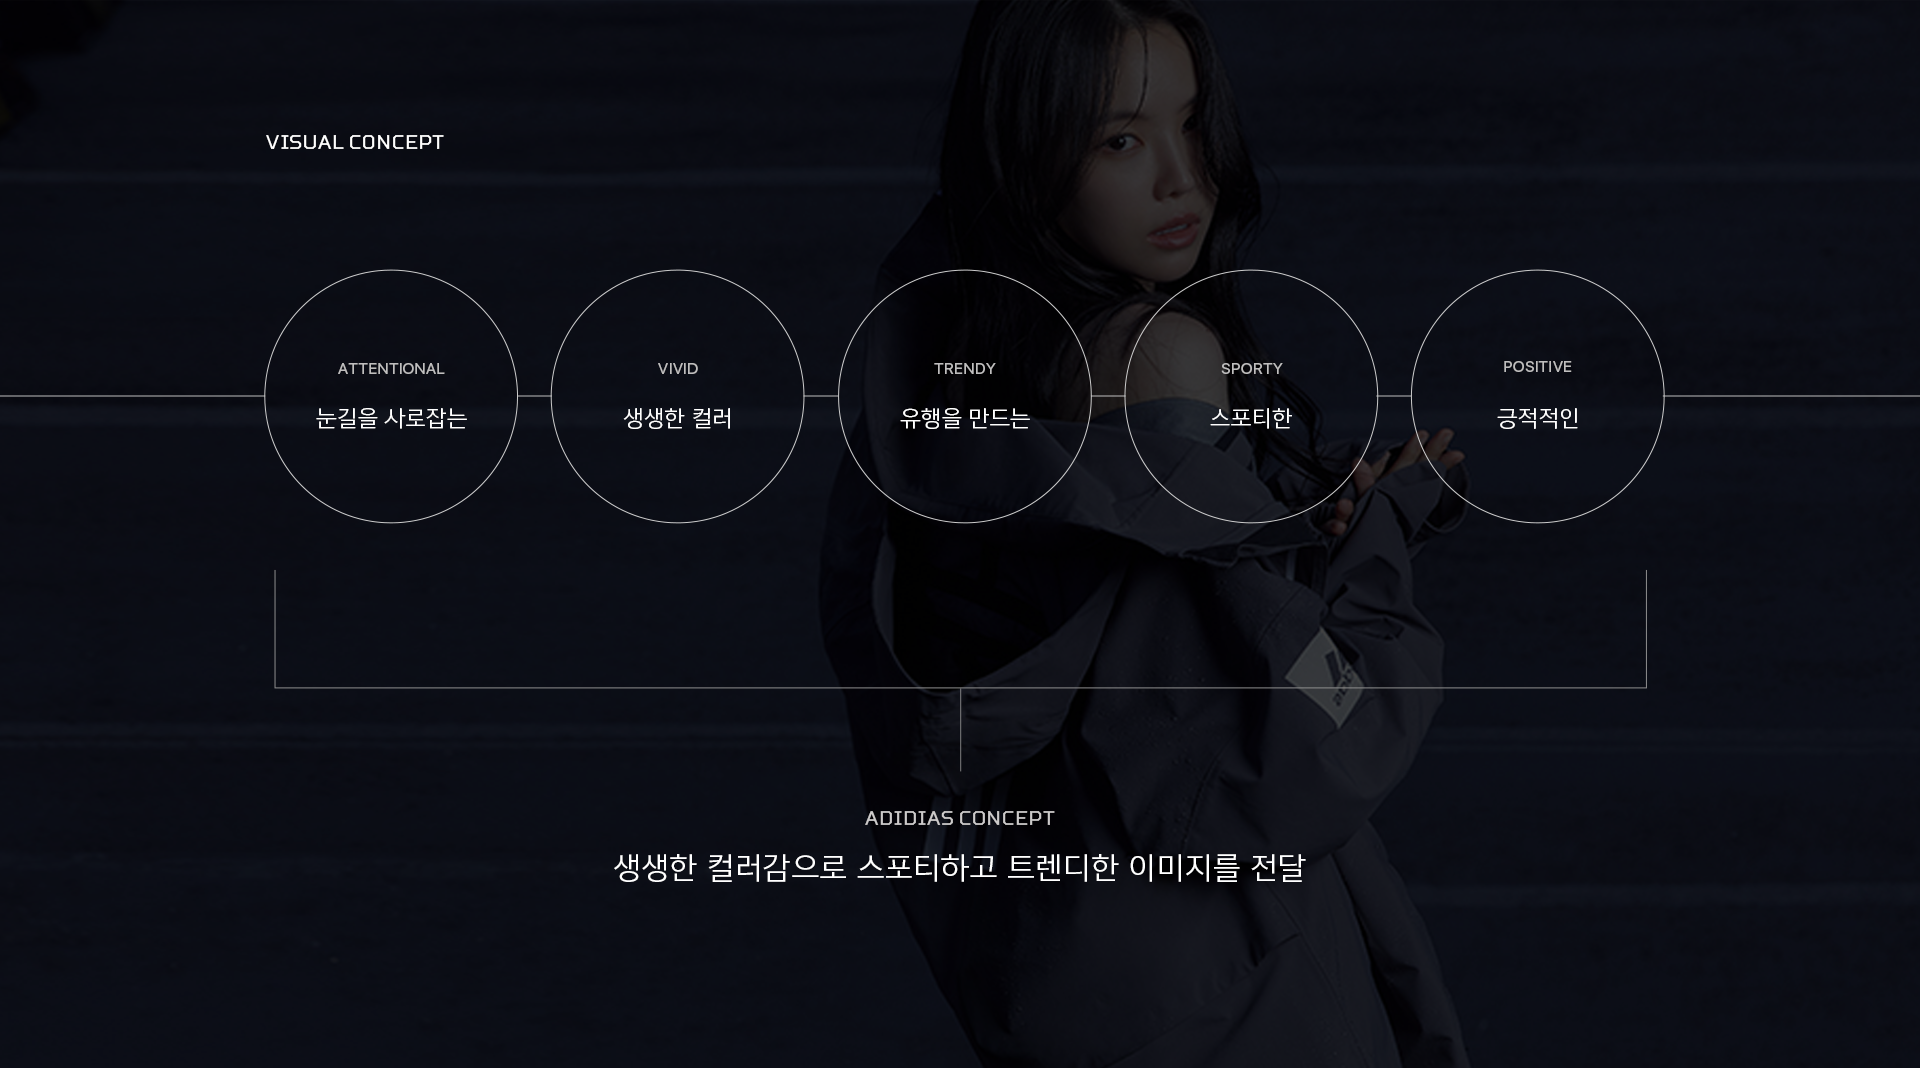 VISUAL CONCEPT
ATTENTIONAL
눈길을 사로잡는
VIVID
생생한 컬러
TRENDY
유행을 만드는
SPORTY
스포티한
POSITIVE
긍적적인
ADIDIAS CONCEPT
생생한 컬러감으로 스포티하고 트렌디한 이미지를 전달